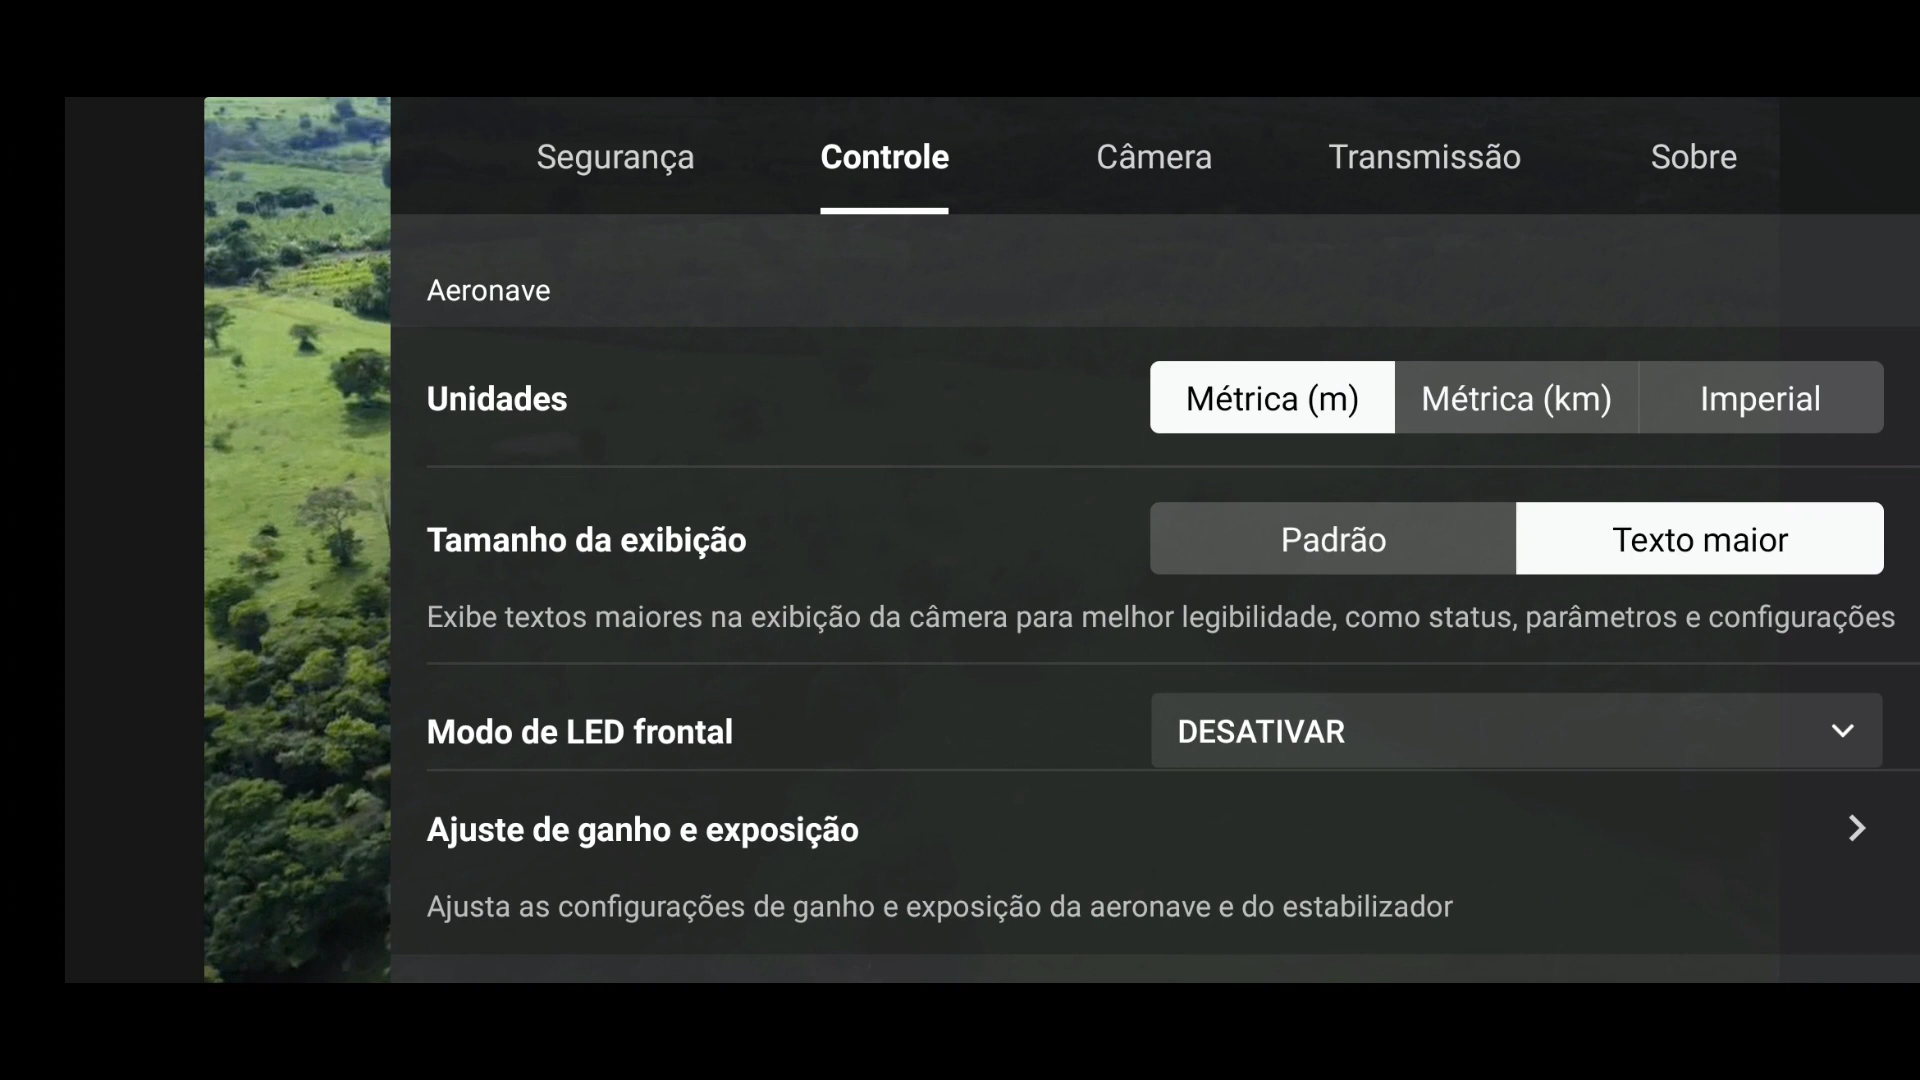 Segurança Controle Câmera Transmissão Sobre
Aeronave
Unidades Métrica (m) Métrica (km) Imperial
Tamanho da exibição Padrão Texto maior
Exibe textos maiores na exibição da câmera para melhor legibilidade, como status, parâmetros e configurações
Modo de LED frontal DESATIVAR
Ajuste de ganho e exposição
Ajusta as configurações de ganho e exposição da aeronave e do estabilizador